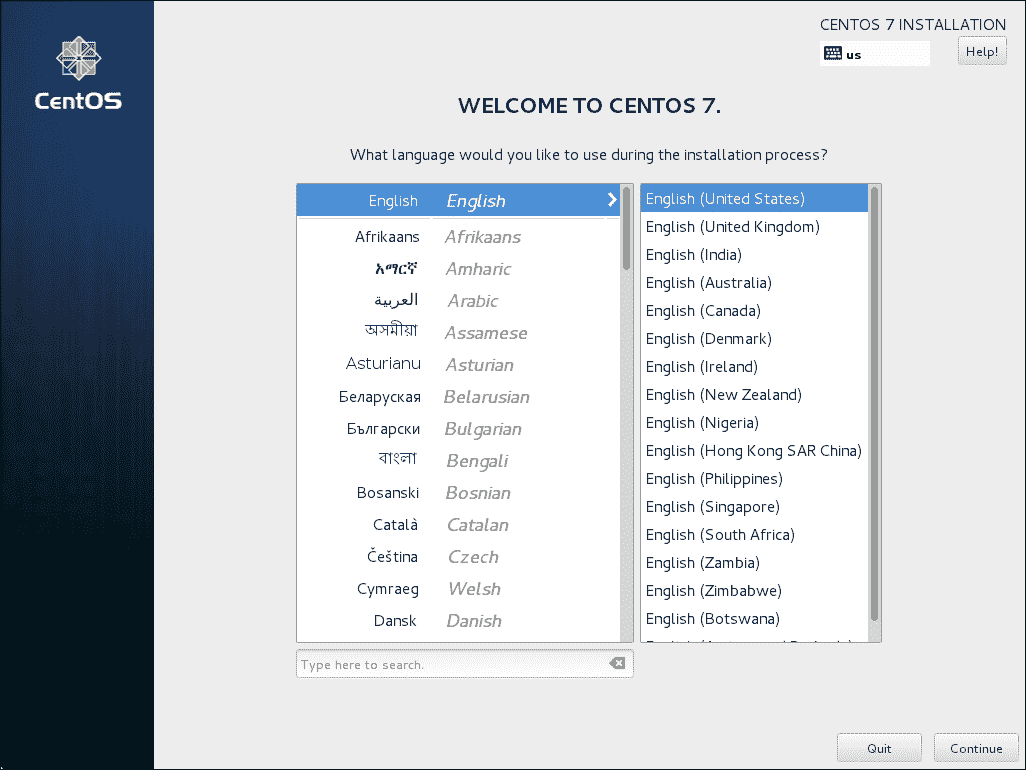 CentOS
CENTOS 7 INSTALLATION
us
Help!
WELCOME TO CENTOS 7.
What language would you like to use during the installation process?
English English
Afrikaans Afrikaans
አማርኛ Amharic
العربية Arabic
অসমীয়া Assamese
Asturianu Asturian
Беларуская Belarusian
Български Bulgarian
বাংলা Bengali
Bosanski Bosnian
Català Catalan
Čeština Czech
Cymraeg Welsh
Dansk Danish
English (United States)
English (United Kingdom)
English (India)
English (Australia)
English (Canada)
English (Denmark)
English (Ireland)
English (New Zealand)
English (Nigeria)
English (Hong Kong SAR China)
English (Philippines)
English (Singapore)
English (South Africa)
English (Zambia)
English (Zimbabwe)
English (Botswana)
Type here to search.
Quit
Continue